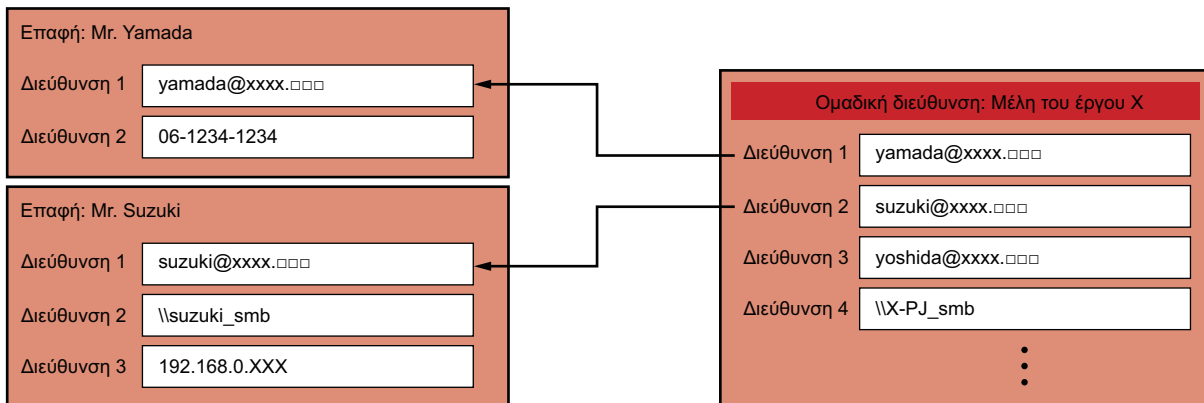 Επαφή: Mr. Yamada
Διεύθυνση 1 yamada@xxxx.□□□
Διεύθυνση 2 06-1234-1234
Επαφή: Mr. Suzuki
Διεύθυνση 1 suzuki@xxxx.□□□
Διεύθυνση 2 \\suzuki_smb
Διεύθυνση 3 192.168.0.XXX
Ομαδική διεύθυνση: Μέλη του έργου X
Διεύθυνση 1 yamada@xxxx.□□□
Διεύθυνση 2 suzuki@xxxx.□□□
Διεύθυνση 3 yoshida@xxxx.□□□
Διεύθυνση 4 \\X-PJ_smb